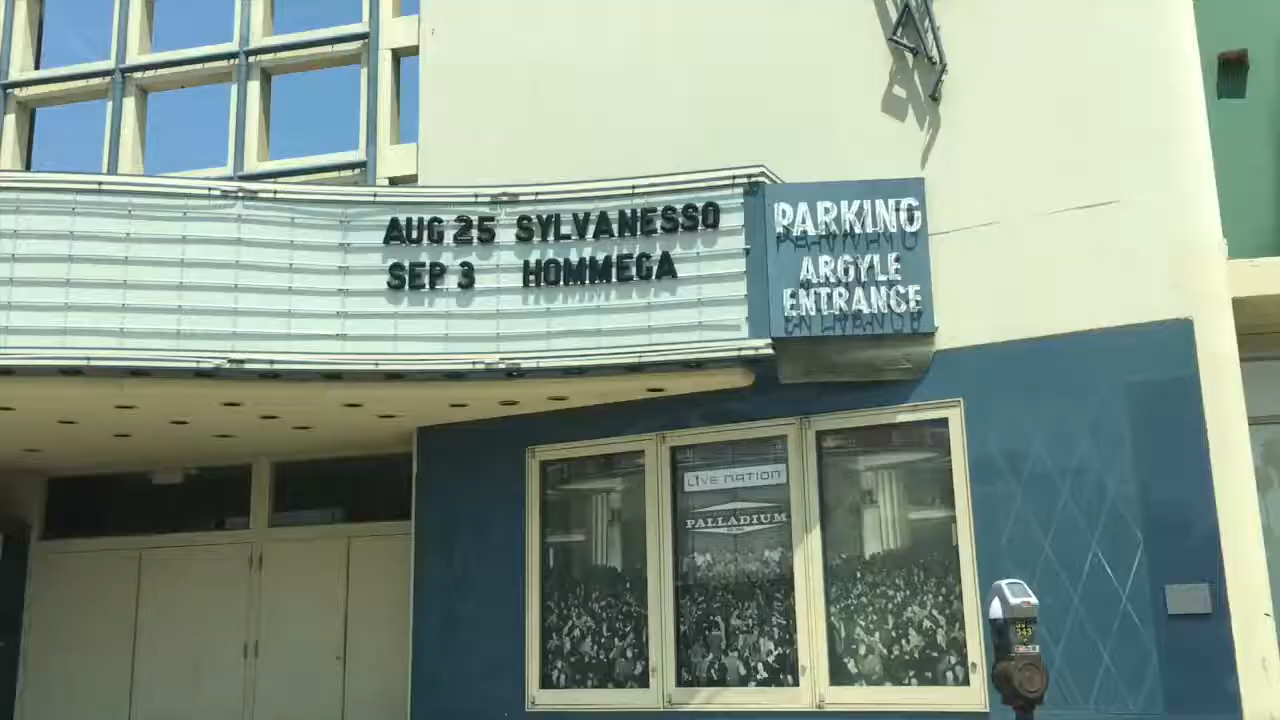 AUG 25 SYLVANESSO
SEP 3 HOMMEGA
PARKING
ARGYLE
ENTRANCE
LIVE NATION
PALLADIUM